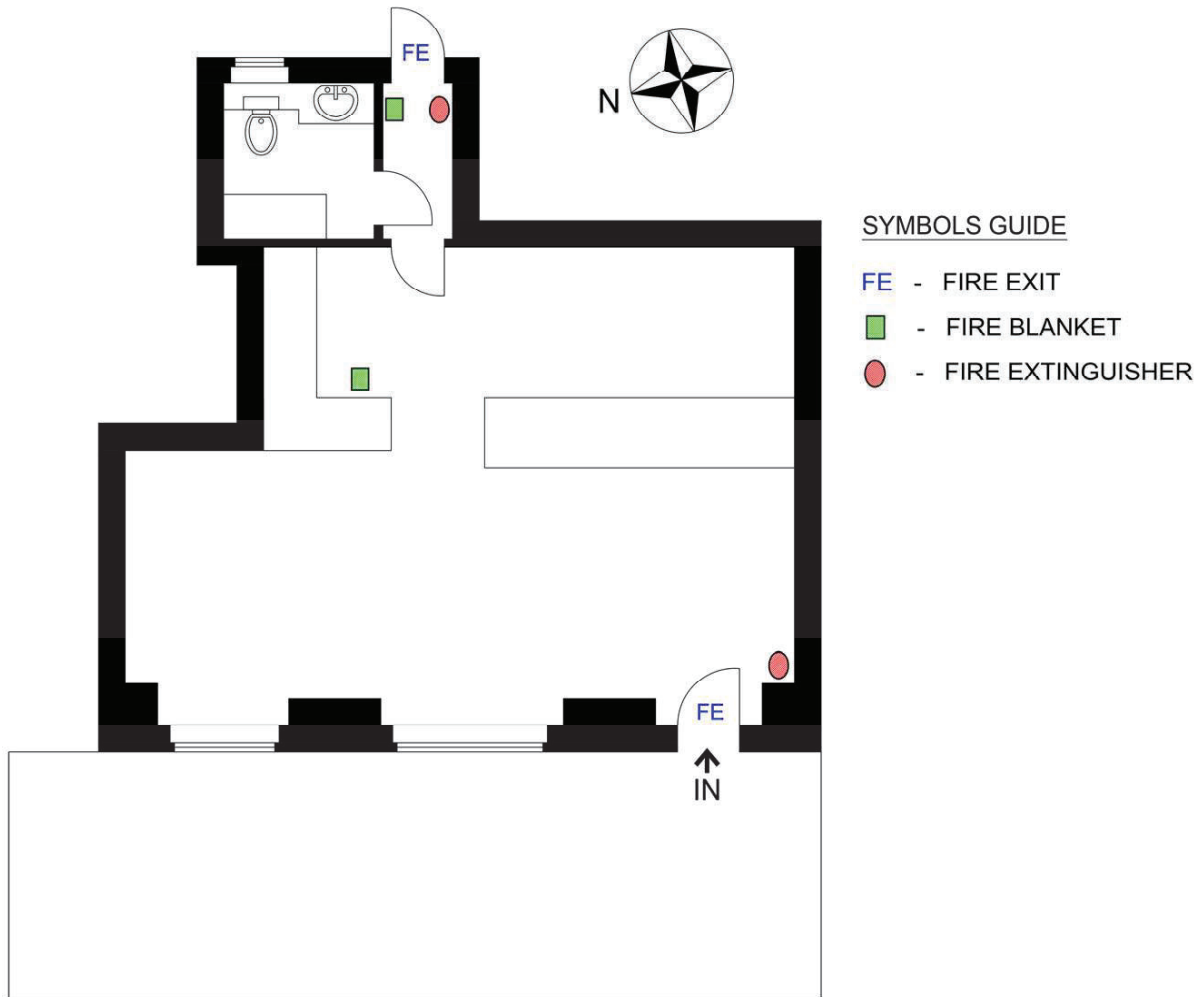 FE
N
SYMBOLS GUIDE
FE - FIRE EXIT
- FIRE BLANKET
- FIRE EXTINGUISHER
FE
IN